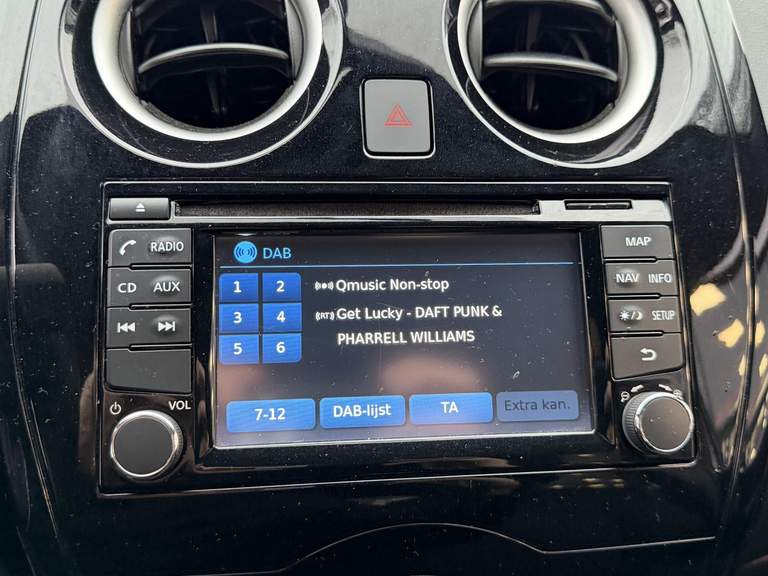 RADIO
CD AUX
VOL
DAB
1 2
3 4
5 6
Qmusic Non-stop
(RT) Get Lucky - DAFT PUNK &
PHARRELL WILLIAMS
7-12 DAB-lijst TA Extra kan.
MAP
NAV INFO
SETUP